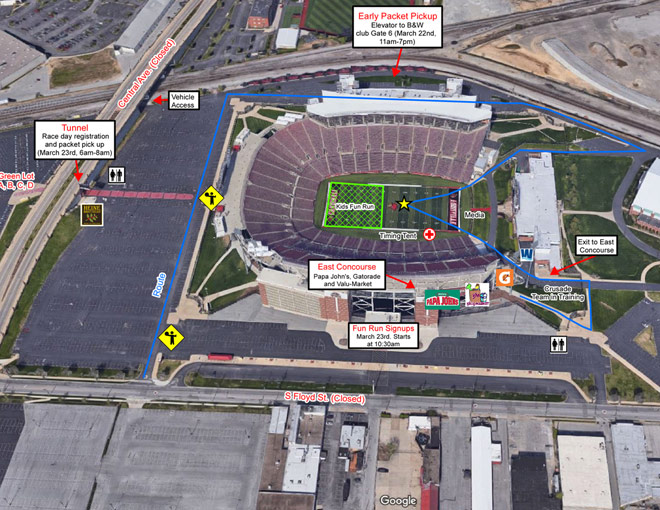 Early Packet Pickup
Elevator to B&W
club Gate 6 (March 22nd,
11am-7pm)
Central Ave. (Closed)
Vehicle
Access
Tunnel
Race day registration
and packet pick up
(March 23rd, 6am-8am)
Green Lot
A, B, C, D
HEINE
Kids Fun Run
Media
Timing Tent
Exit to East
Concourse
W
G
Route
East Concourse
Papa John's, Gatorade
and Valu-Market
PAPA JOHNS
Crusade
Team in Training
Fun Run Signups
March 23rd. Starts
at 10:30am
S Floyd St. (Closed)
Google